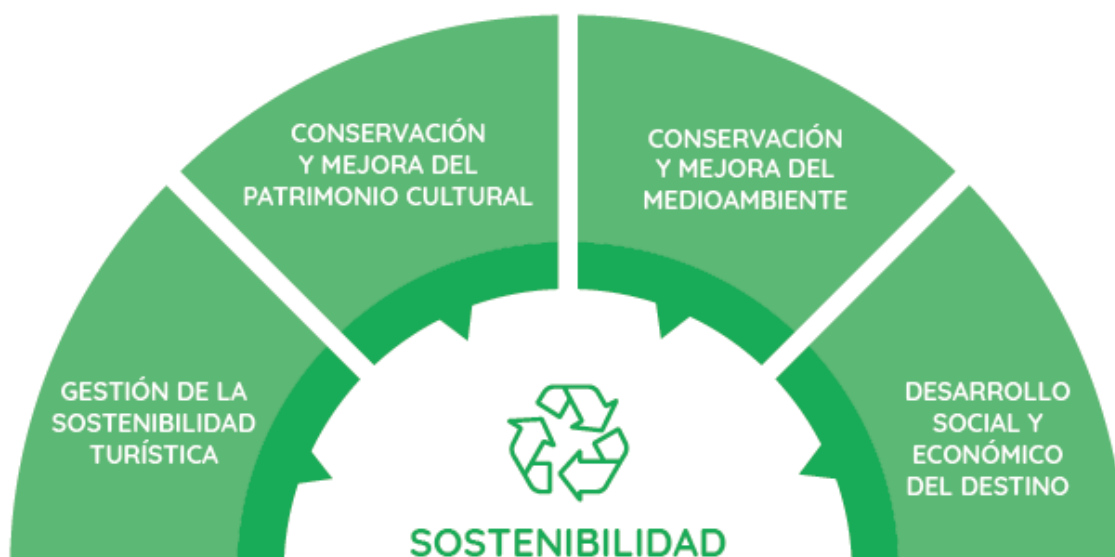 CONSERVACIÓN
Y MEJORA DEL
PATRIMONIO CULTURAL
CONSERVACIÓN
Y MEJORA DEL
MEDIOAMBIENTE
GESTIÓN DE LA
SOSTENIBILIDAD
TURÍSTICA
DESARROLLO
SOCIAL Y
ECONÓMICO
DEL DESTINO
SOSTENIBILIDAD